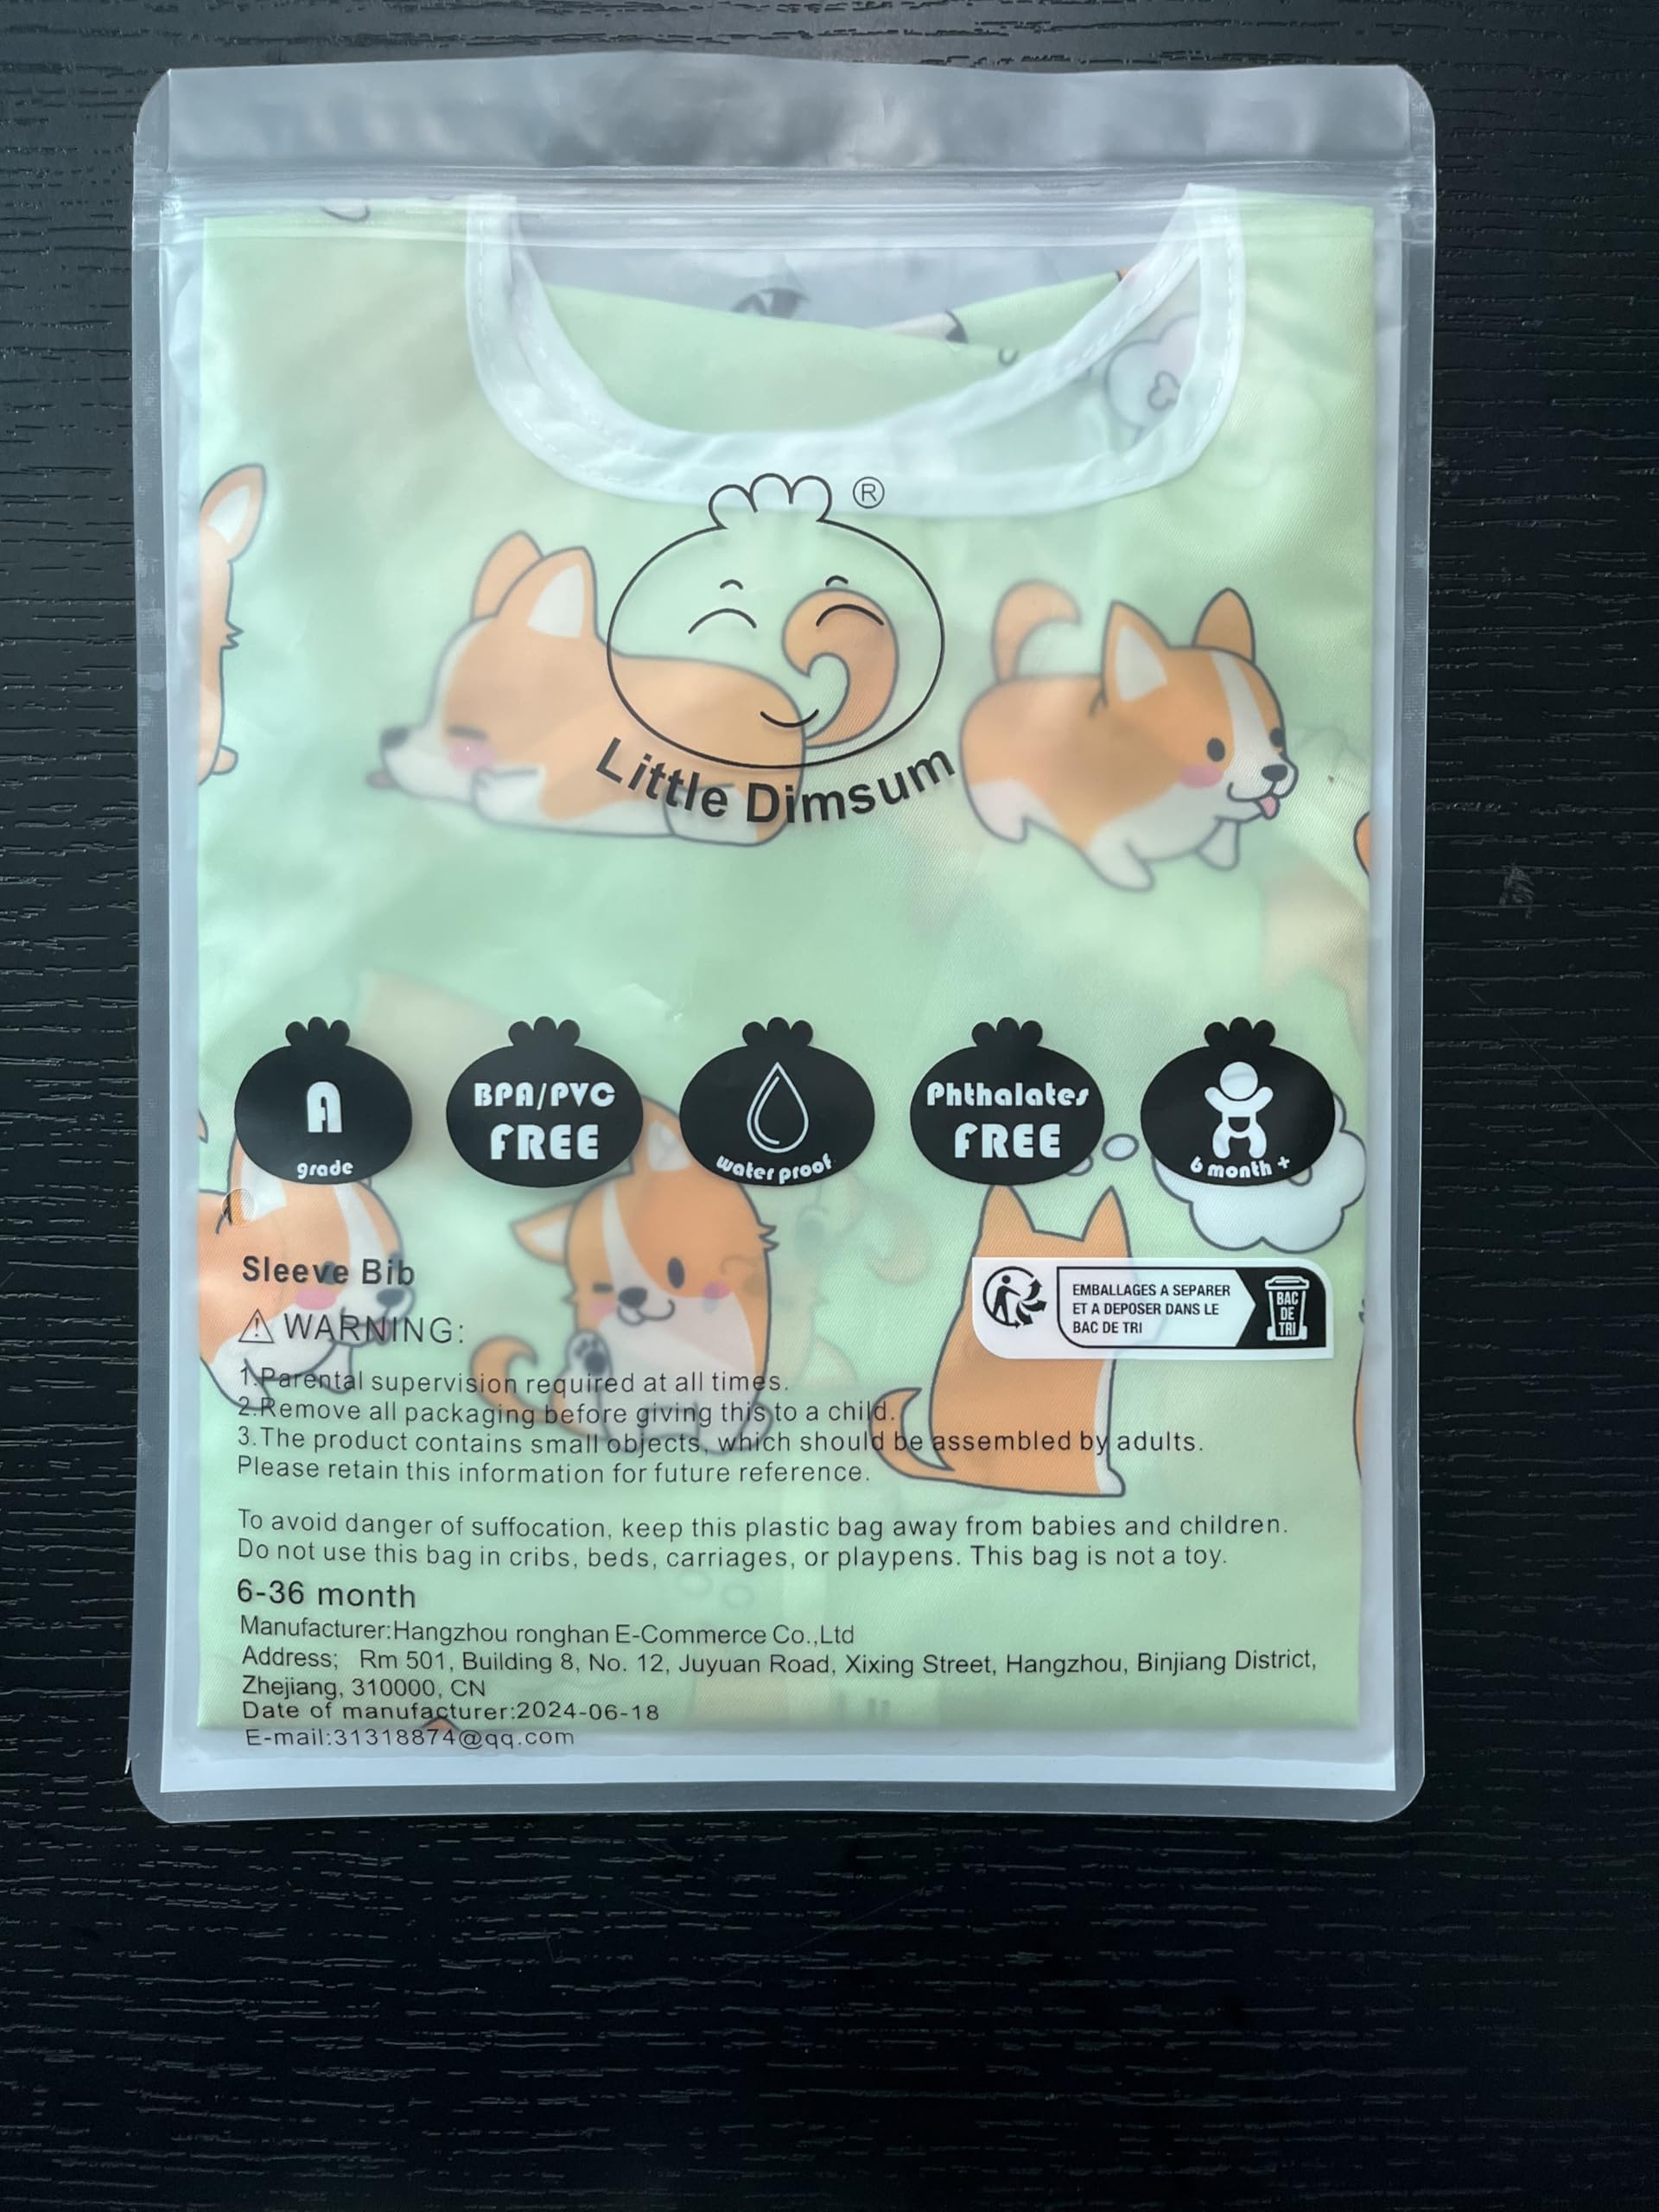 ®
Little Dimsum
A
grade
BPA/PVC
FREE
water proof
Phthalates
FREE
6 month +
Sleeve Bib
EMBALLAGES A SEPARER
ET A DEPOSER DANS LE
BAC DE TRI
BAC
DE
TRI
⚠ WARNING:
1.Parental supervision required at all times.
2.Remove all packaging before giving this to a child.
3.The product contains small objects, which should be assembled by adults.
Please retain this information for future reference.
To avoid danger of suffocation, keep this plastic bag away from babies and children.
Do not use this bag in cribs, beds, carriages, or playpens. This bag is not a toy.
6-36 month
Manufacturer:Hangzhou ronghan E-Commerce Co.,Ltd
Address; Rm 501, Building 8, No. 12, Juyuan Road, Xixing Street, Hangzhou, Binjiang District,
Zhejiang, 310000, CN
Date of manufacturer:2024-06-18
E-mail:31318874@qq.com